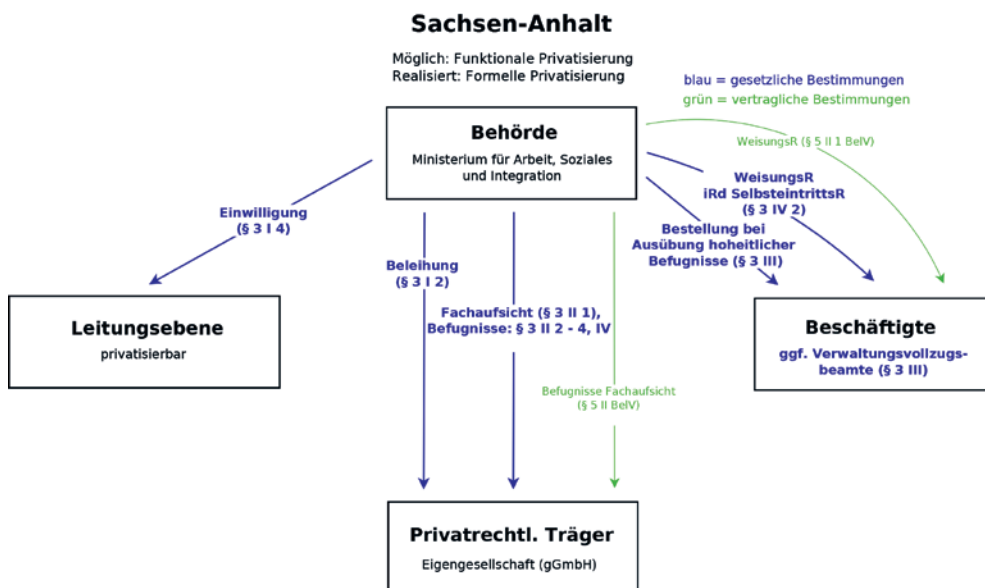 Sachsen-Anhalt
Möglich: Funktionale Privatisierung
Realisiert: Formelle Privatisierung
blau = gesetzliche Bestimmungen
grün = vertragliche Bestimmungen
Behörde
Ministerium für Arbeit, Soziales
und Integration
WeisungsR (§ 5 II 1 BelV)
WeisungsR
iRd SelbsteintrittsR
(§ 3 IV 2)
Einwilligung
(§ 3 I 4)
Bestellung bei
Ausübung hoheitlicher
Befugnisse (§ 3 III)
Beleihung
(§ 3 I 2)
Leitungsebene
privatisierbar
Fachaufsicht (§ 3 II 1),
Befugnisse: § 3 II 2 - 4, IV
Beschäftigte
ggf. Verwaltungsvollzugs-
beamte (§ 3 III)
Befugnisse Fachaufsicht
(§ 5 II BelV)
Privatrechtl. Träger
Eigengesellschaft (gGmbH)